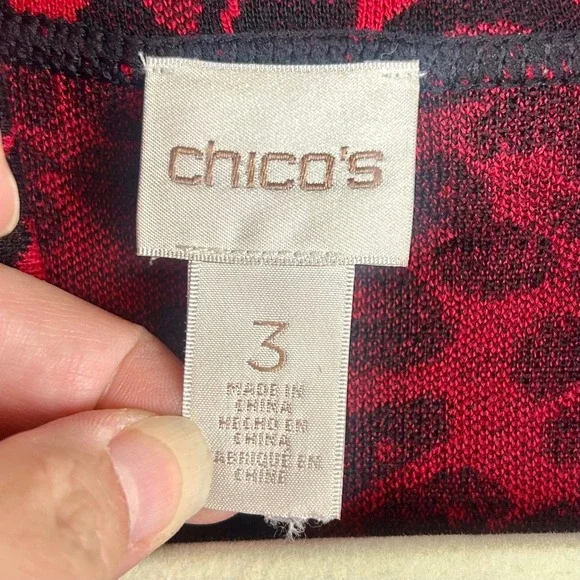 chico's
3
MADE IN
CHINA
HECHO EN
CHINA
FABRIQUÉ EN
CHINE